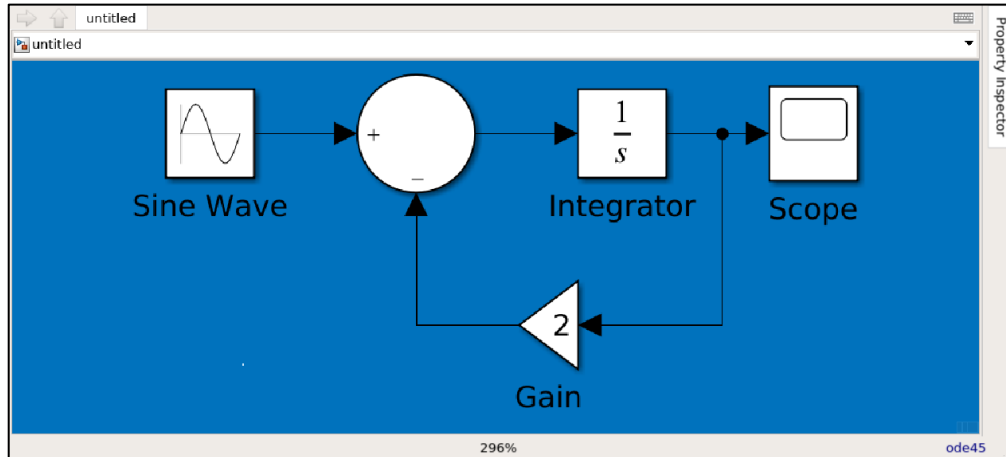 untitled
untitled
Property Inspector
+
−
1
s
Sine Wave
Integrator
Scope
2
Gain
296%
ode45